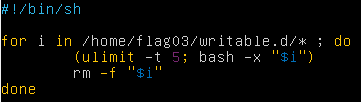 #!/bin/sh
for i in /home/flag03/writable.d/* ; do
(ulimit -t 5; bash -x "$i")
rm -f "$i"
done